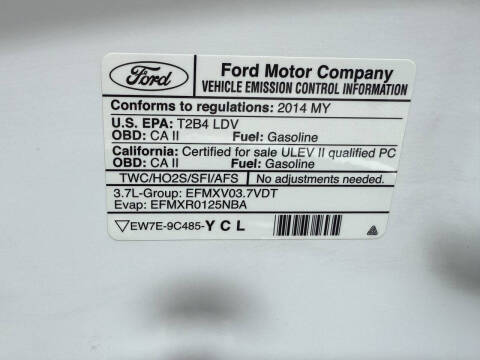 Ford
Ford Motor Company
VEHICLE EMISSION CONTROL INFORMATION
Conforms to regulations: 2014 MY
U.S. EPA: T2B4 LDV
OBD: CA II Fuel: Gasoline
California: Certified for sale ULEV II qualified PC
OBD: CA II Fuel: Gasoline
TWC/HO2S/SFI/AFS No adjustments needed.
3.7L-Group: EFMXV03.7VDT
Evap: EFMXR0125NBA
EW7E-9C485-Y C L